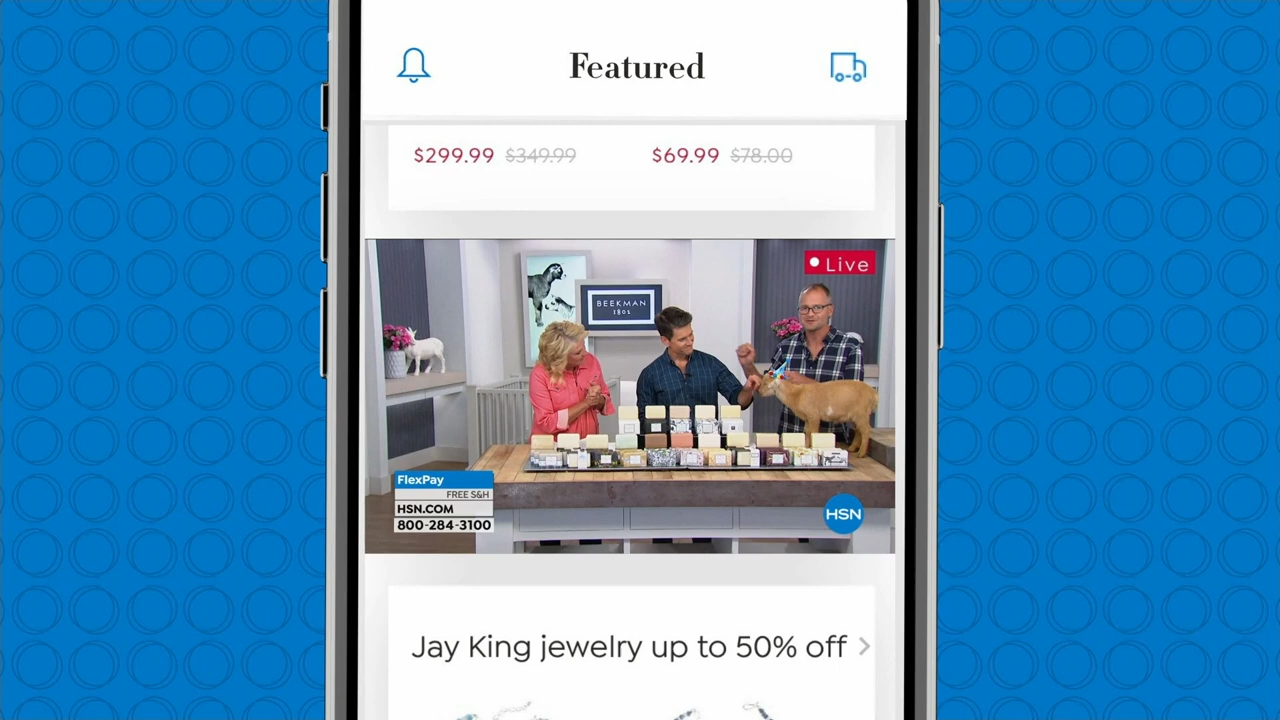 Featured
$299.99 $349.99 $69.99 $78.00
Live
BEEKMAN
1802
FlexPay
FREE S&H
HSN.COM
800-284-3100
HSN
Jay King jewelry up to 50% off